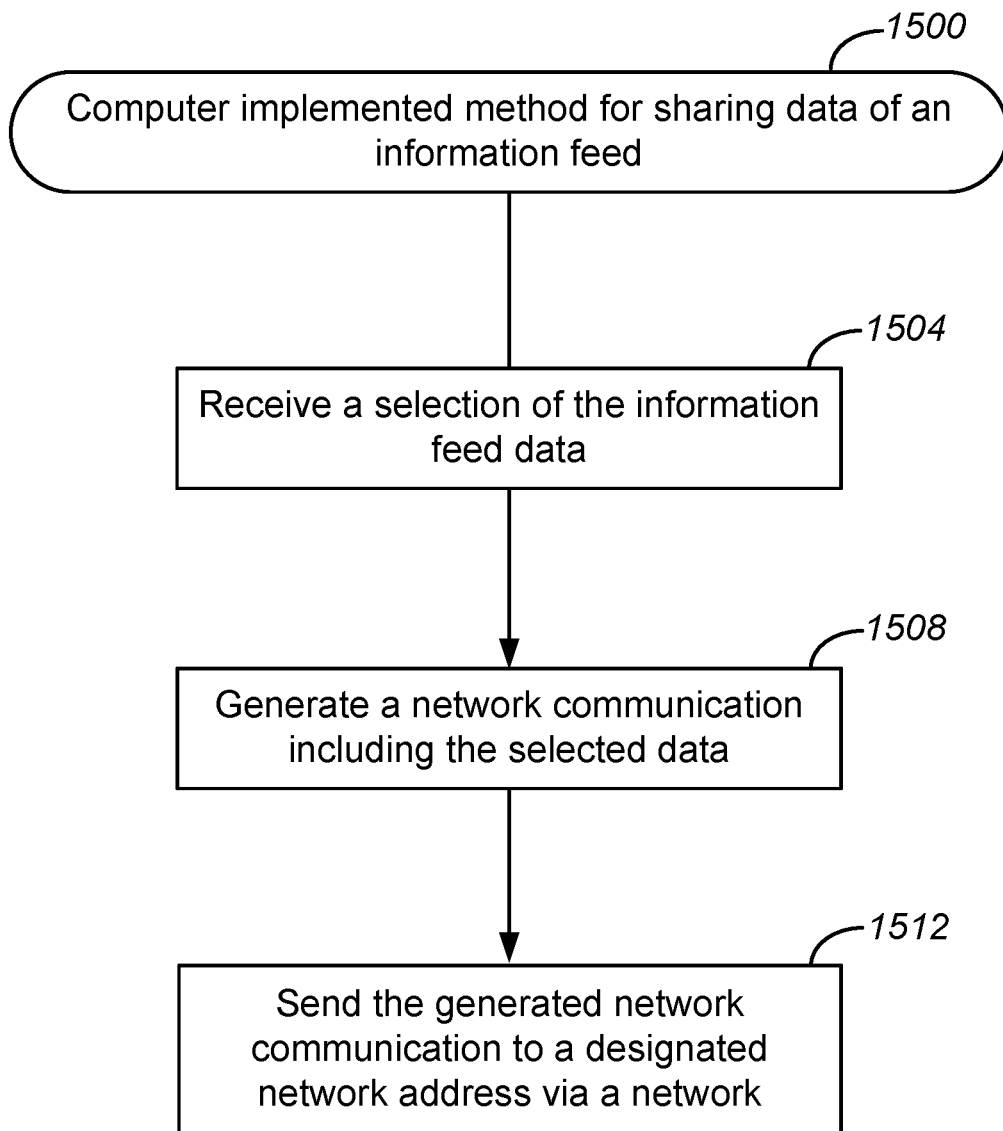 1500
Computer implemented method for sharing data of an
information feed
1504
Receive a selection of the information
feed data
1508
Generate a network communication
including the selected data
1512
Send the generated network
communication to a designated
network address via a network